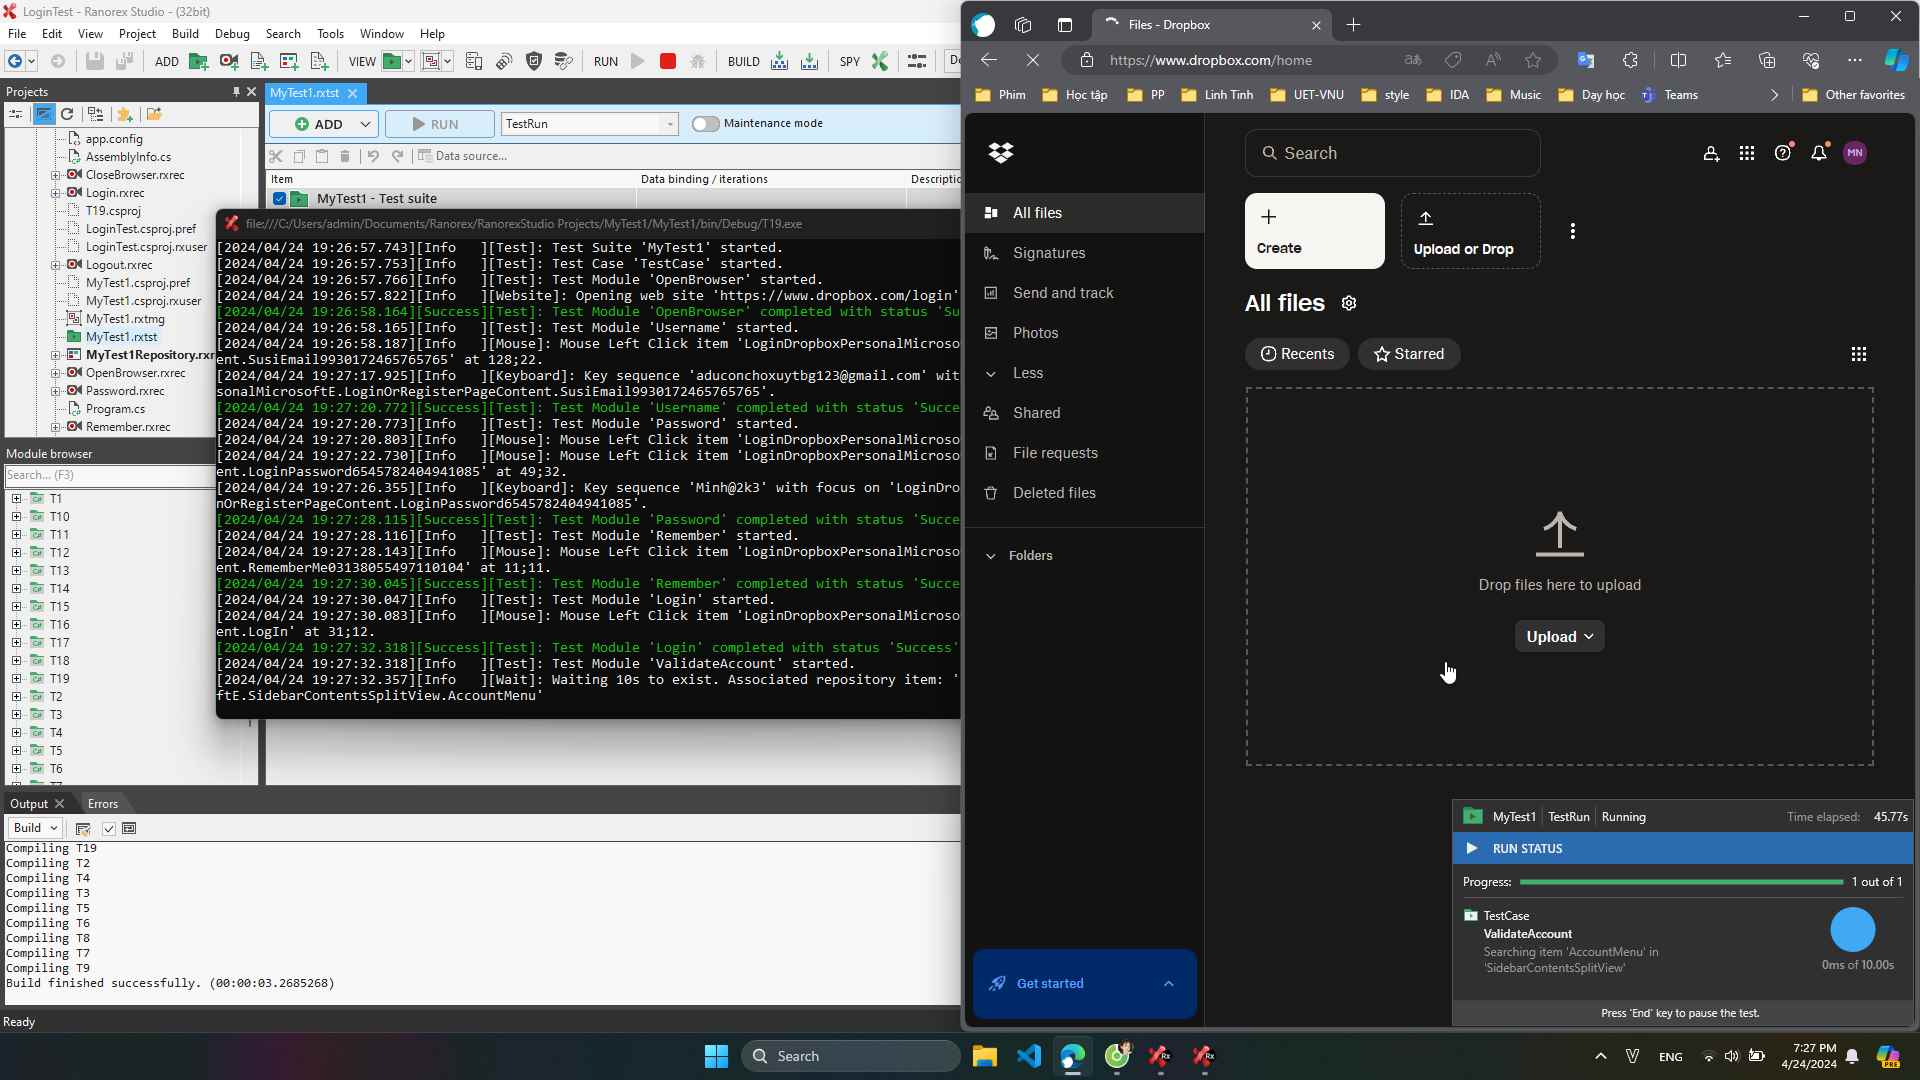 LoginTest - Ranorex Studio - (32bit)
File Edit View Project Build Debug Search Tools Window Help
ADD VIEW RUN BUILD SPY
Projects
app.config
AssemblyInfo.cs
CloseBrowser.rxrec
Login.rxrec
T19.csproj
LoginTest.csproj.pref
LoginTest.csproj.rxuser
Logout.rxrec
MyTest1.csproj.pref
MyTest1.csproj.rxuser
MyTest1.rxtmg
MyTest1.rxtst
MyTest1Repository.rxr
OpenBrowser.rxrec
Password.rxrec
Program.cs
Remember.rxrec
Module browser
Search... (F3)
T1
T10
T11
T12
T13
T14
T15
T16
T17
T18
T19
T2
T3
T4
T5
T6
MyTest1.rxtst
ADD RUN TestRun Maintenance mode
Data source...
Item Data binding / iterations Descriptio
MyTest1 - Test suite
file:///C:/Users/admin/Documents/Ranorex/RanorexStudio Projects/MyTest1/MyTest1/bin/Debug/T19.exe
[2024/04/24 19:26:57.743][Info   ][Test]: Test Suite 'MyTest1' started.
[2024/04/24 19:26:57.753][Info   ][Test]: Test Case 'TestCase' started.
[2024/04/24 19:26:57.766][Info   ][Test]: Test Module 'OpenBrowser' started.
[2024/04/24 19:26:57.822][Info   ][Website]: Opening web site 'https://www.dropbox.com/login'
[2024/04/24 19:26:58.164][Success][Test]: Test Module 'OpenBrowser' completed with status 'Su
[2024/04/24 19:26:58.165][Info   ][Test]: Test Module 'Username' started.
[2024/04/24 19:26:58.187][Info   ][Mouse]: Mouse Left Click item 'LoginDropboxPersonalMicroso
ent.SusiEmail9930172465765765' at 128;22.
[2024/04/24 19:27:17.925][Info   ][Keyboard]: Key sequence 'aduconchoxuytbg123@gmail.com' wit
sonalMicrosoftE.LoginOrRegisterPageContent.SusiEmail9930172465765765'.
[2024/04/24 19:27:20.772][Success][Test]: Test Module 'Username' completed with status 'Succe
[2024/04/24 19:27:20.773][Info   ][Test]: Test Module 'Password' started.
[2024/04/24 19:27:20.803][Info   ][Mouse]: Mouse Left Click item 'LoginDropboxPersonalMicroso
[2024/04/24 19:27:22.730][Info   ][Mouse]: Mouse Left Click item 'LoginDropboxPersonalMicroso
ent.LoginPassword6545782404941085' at 49;32.
[2024/04/24 19:27:26.355][Info   ][Keyboard]: Key sequence 'Minh@2k3' with focus on 'LoginDro
nOrRegisterPageContent.LoginPassword6545782404941085'.
[2024/04/24 19:27:28.115][Success][Test]: Test Module 'Password' completed with status 'Succe
[2024/04/24 19:27:28.116][Info   ][Test]: Test Module 'Remember' started.
[2024/04/24 19:27:28.143][Info   ][Mouse]: Mouse Left Click item 'LoginDropboxPersonalMicroso
ent.RememberMe03138055497110104' at 11;11.
[2024/04/24 19:27:30.045][Success][Test]: Test Module 'Remember' completed with status 'Succe
[2024/04/24 19:27:30.047][Info   ][Test]: Test Module 'Login' started.
[2024/04/24 19:27:30.083][Info   ][Mouse]: Mouse Left Click item 'LoginDropboxPersonalMicroso
ent.LogIn' at 31;12.
[2024/04/24 19:27:32.318][Success][Test]: Test Module 'Login' completed with status 'Success'
[2024/04/24 19:27:32.318][Info   ][Test]: Test Module 'ValidateAccount' started.
[2024/04/24 19:27:32.357][Info   ][Wait]: Waiting 10s to exist. Associated repository item: '
ftE.SidebarContentsSplitView.AccountMenu'
Output Errors
Build
Compiling T19
Compiling T2
Compiling T4
Compiling T3
Compiling T5
Compiling T6
Compiling T8
Compiling T7
Compiling T9
Build finished successfully. (00:00:03.2685268)
Ready
Files - Dropbox
https://www.dropbox.com/home
Phim Học tập PP Linh Tinh UET-VNU style IDA Music Day học Teams Other favorites
Search
MN
All files
Signatures
Send and track
Photos
Less
Shared
File requests
Deleted files
Folders
Get started
Create
Upload or Drop
All files
Recents Starred
Drop files here to upload
Upload
MyTest1 TestRun Running Time elapsed: 45.77s
RUN STATUS
Progress: 1 out of 1
TestCase
ValidateAccount
Searching item 'AccountMenu' in
'SidebarContentsSplitView'
0ms of 10.00s
Press 'End' key to pause the test.
Search
ENG
7:27 PM
4/24/2024